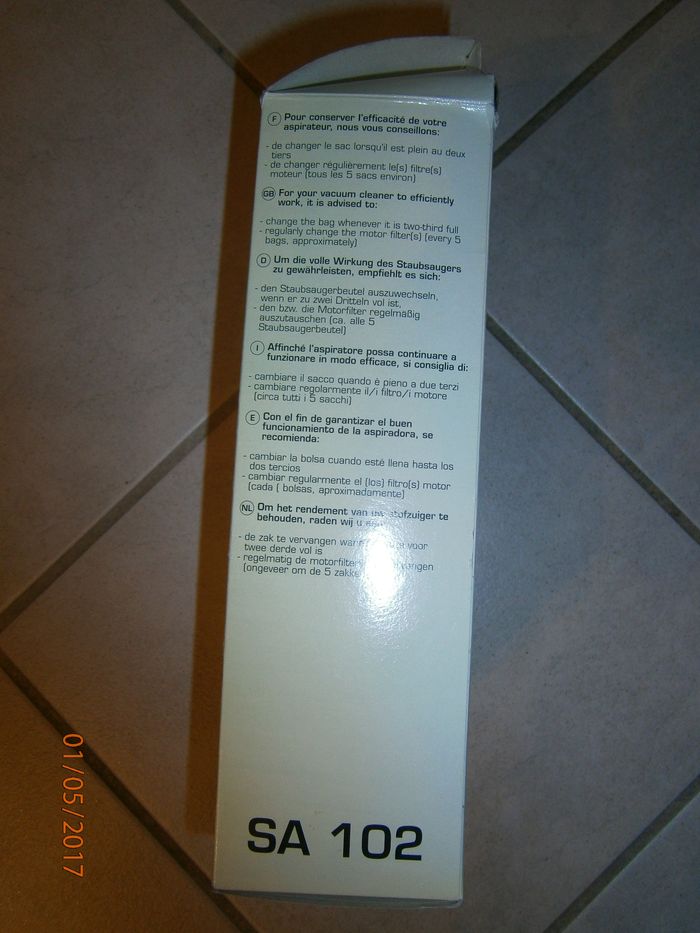 F Pour conserver l'efficacité de votre
aspirateur, nous vous conseillons:
- de changer le sac lorsqu'il est plein au deux
tiers
- de changer régulièrement le(s) filtre(s)
moteur (tous les 5 sacs environ)
GB For your vacuum cleaner to efficiently
work, it is advised to:
- change the bag whenever it is two-third full
- regularly change the motor filter(s) (every 5
bags, approximately)
D Um die volle Wirkung des Staubsaugers
zu gewährleisten, empfiehlt es sich:
- den Staubsaugerbeutel auszuwechseln,
wenn er zu zwei Dritteln vol ist,
- den bzw. die Motorfilter regelmäßig
auszutauschen (ca. alle 5
Staubsaugerbeutel)
I Affinché l'aspiratore possa continuare a
funzionare in modo efficace, si consiglia di:
- cambiare il sacco quando è pieno a due terzi
- cambiare regolarmente il/i filtro/i motore
(circa tutti i 5 sacchi)
E Con el fin de garantizar el buen
funcionamiento de la aspiradora, se
recomienda:
- cambiar la bolsa cuando esté llena hasta los
dos tercios
- cambiar regularmente el (los) filtro(s) motor
(cada ( bolsas, aproximadamente)
NL Om het rendement van uw stofzuiger te
behouden, raden wij u
- de zak te vervangen voor
twee derde vol is
- regelmatig de
(ongeveer om de 5
SA 102
01/05/2017